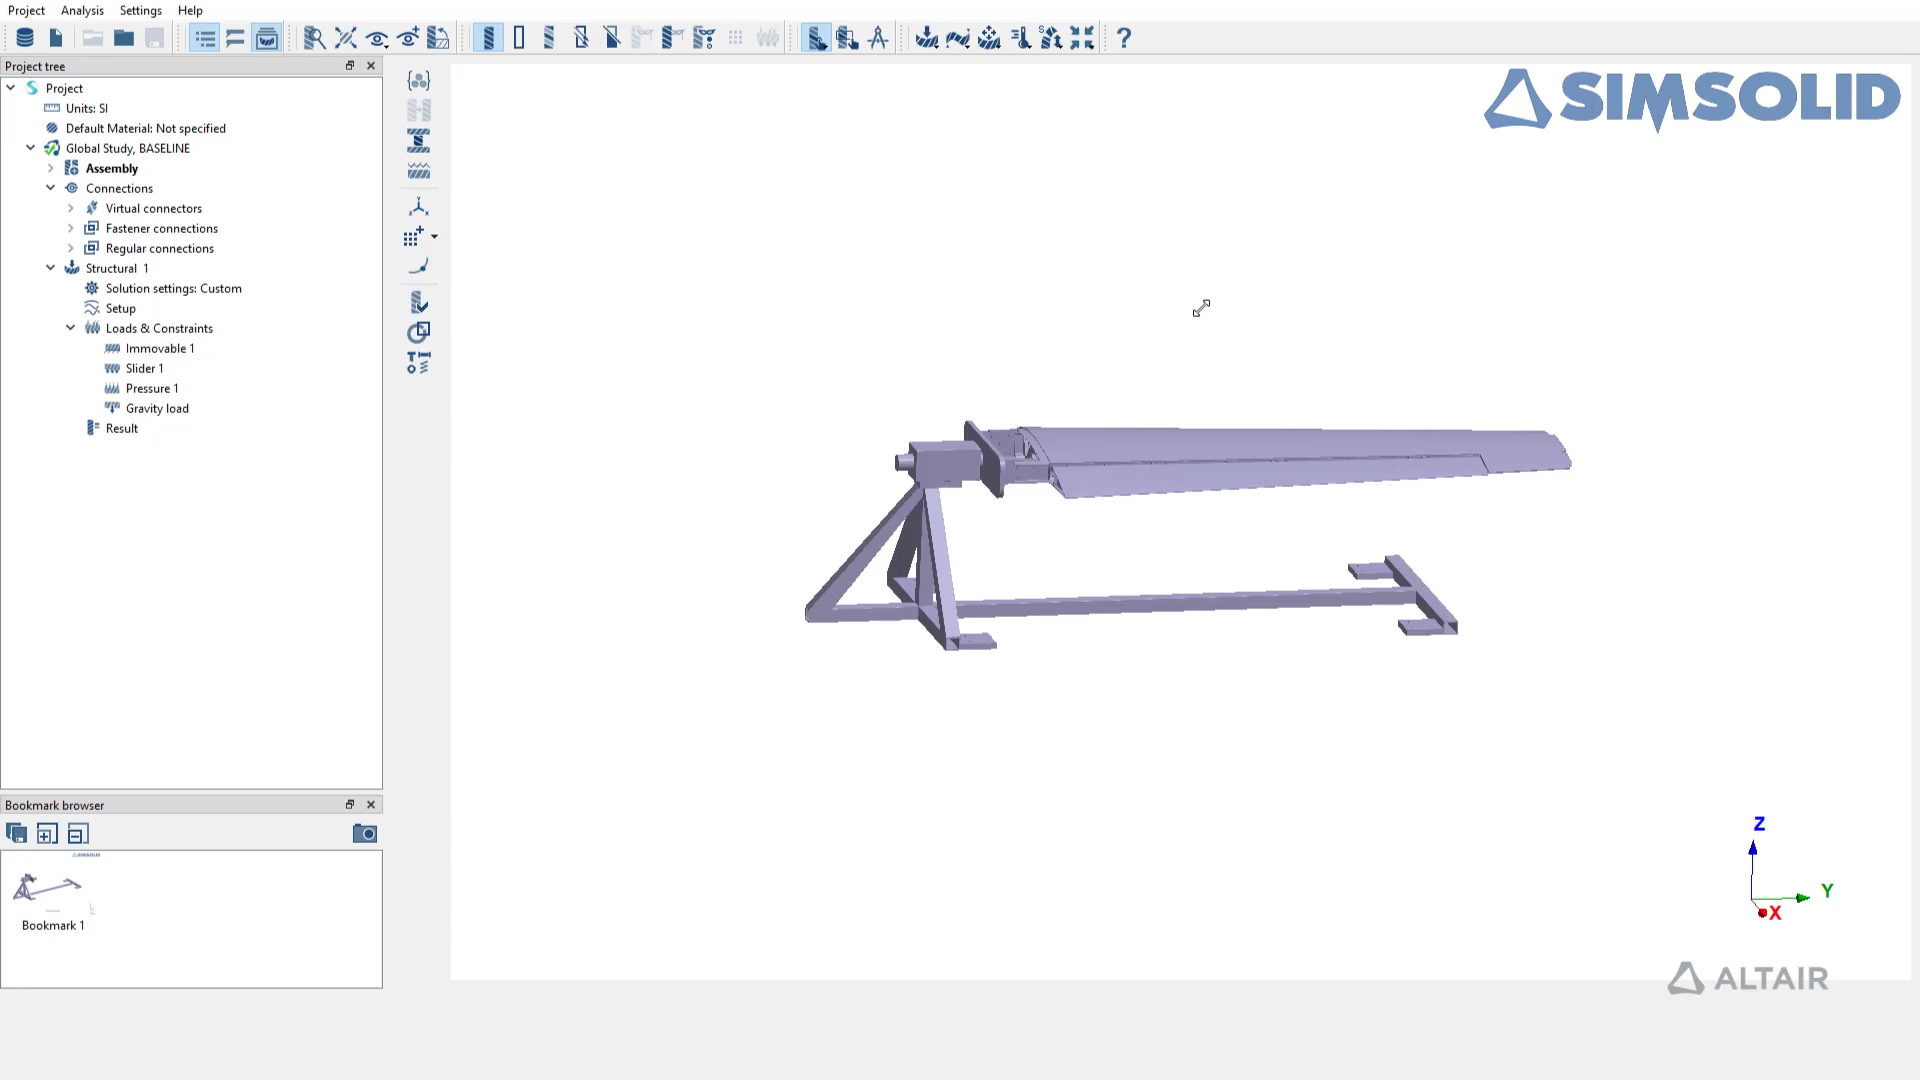 Project Analysis Settings Help
Project tree
SIMSOLID
Project
Units: SI
Default Material: Not specified
Global Study, BASELINE
Assembly
Connections
Virtual connectors
Fastener connections
Regular connections
Structural 1
Solution settings: Custom
Setup
Loads & Constraints
Immovable 1
Slider 1
Pressure 1
Gravity load
Result
Bookmark browser
Bookmark 1
Z
Y
X
ALTAIR